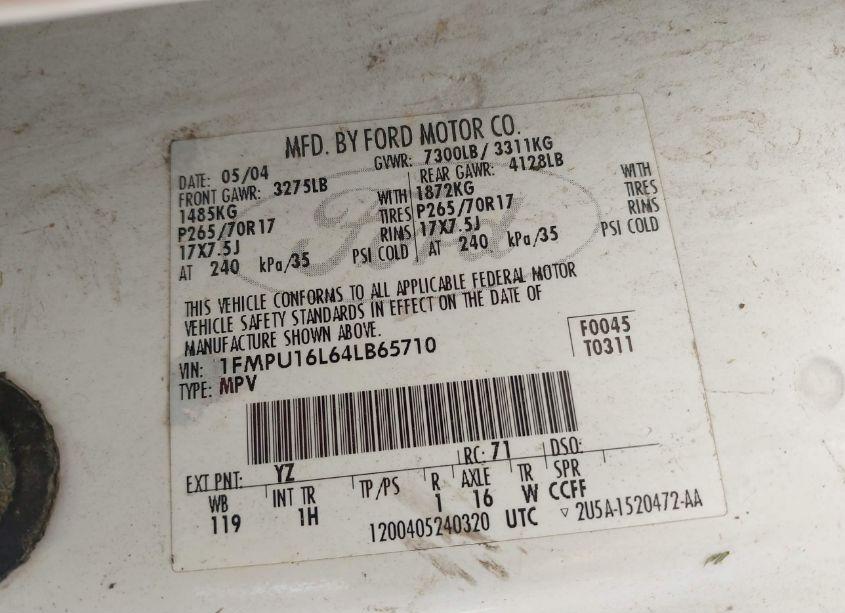 MFD. BY FORD MOTOR CO.
DATE: 05/04 GVWR: 7300LB / 3311KG
FRONT GAWR: 3275LB REAR GAWR: 4128LB
1485KG WITH 1872KG WITH
P265/70R17 TIRES P265/70R17 TIRES
17X7.5J RIMS 17X7.5J RIMS
AT 240 kPa/35 PSI COLD AT 240 kPa/35 PSI COLD
Ford
THIS VEHICLE CONFORMS TO ALL APPLICABLE FEDERAL MOTOR
VEHICLE SAFETY STANDARDS IN EFFECT ON THE DATE OF
MANUFACTURE SHOWN ABOVE.
VIN: 1FMPU16L64LB65710
TYPE: MPV
F0045
T0311
EXT PNT: YZ RC: 71 DSO:
WB INT TR TP/PS R AXLE TR SPR
119 1H 1 16 W CCFF
1200405240320 UTC ▽ 2U5A-1520472-AA